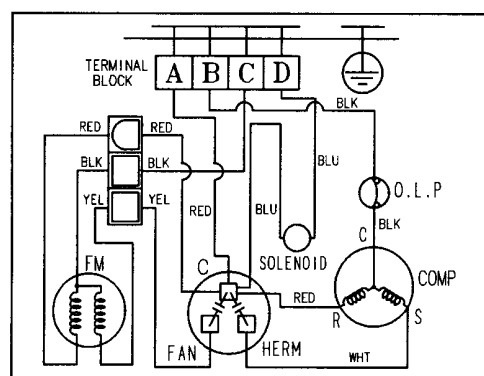 TERMINAL BLOCK
A B C D
BLK
RED RED
BLK BLK
YEL YEL
RED
BLU
BLU
SOLENOID
O.L.P
BLK
C
COMP
FM
C
RED
R S
FAN HERM
WHT